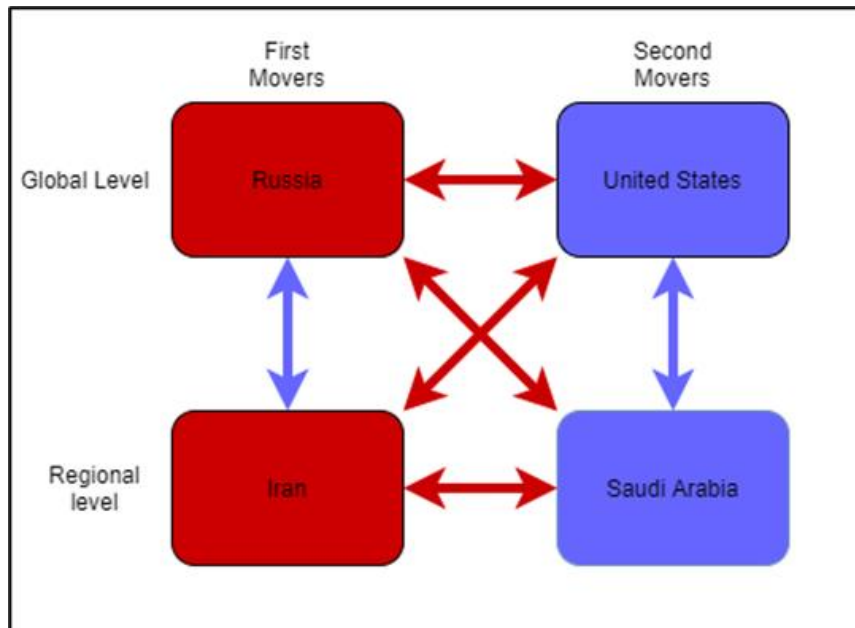 First
Movers
Second
Movers
Global Level
Russia
United States
Regional
level
Iran
Saudi Arabia